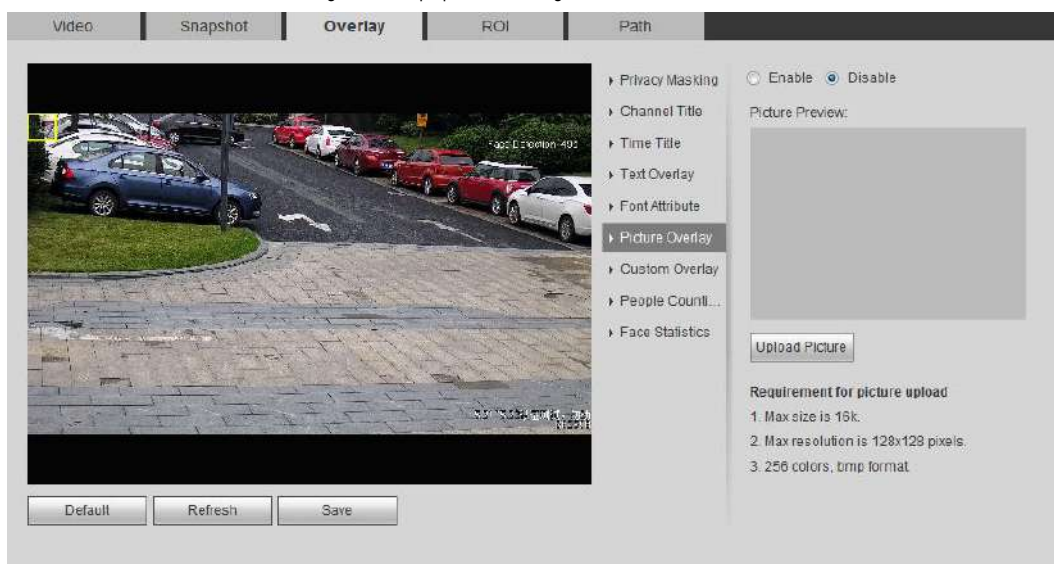 Video Snapshot Overlay ROI Path
Privacy Masking
Channel Title
Time Title
Text Overlay
Font Attribute
Picture Overlay
Custom Overlay
People Counti...
Face Statistics
Enable Disable
Picture Preview:
Upload Picture
Requirement for picture upload
1. Max size is 16k.
2. Max resolution is 128x128 pixels.
3. 256 colors, bmp format
Face Detection
Default Refresh Save